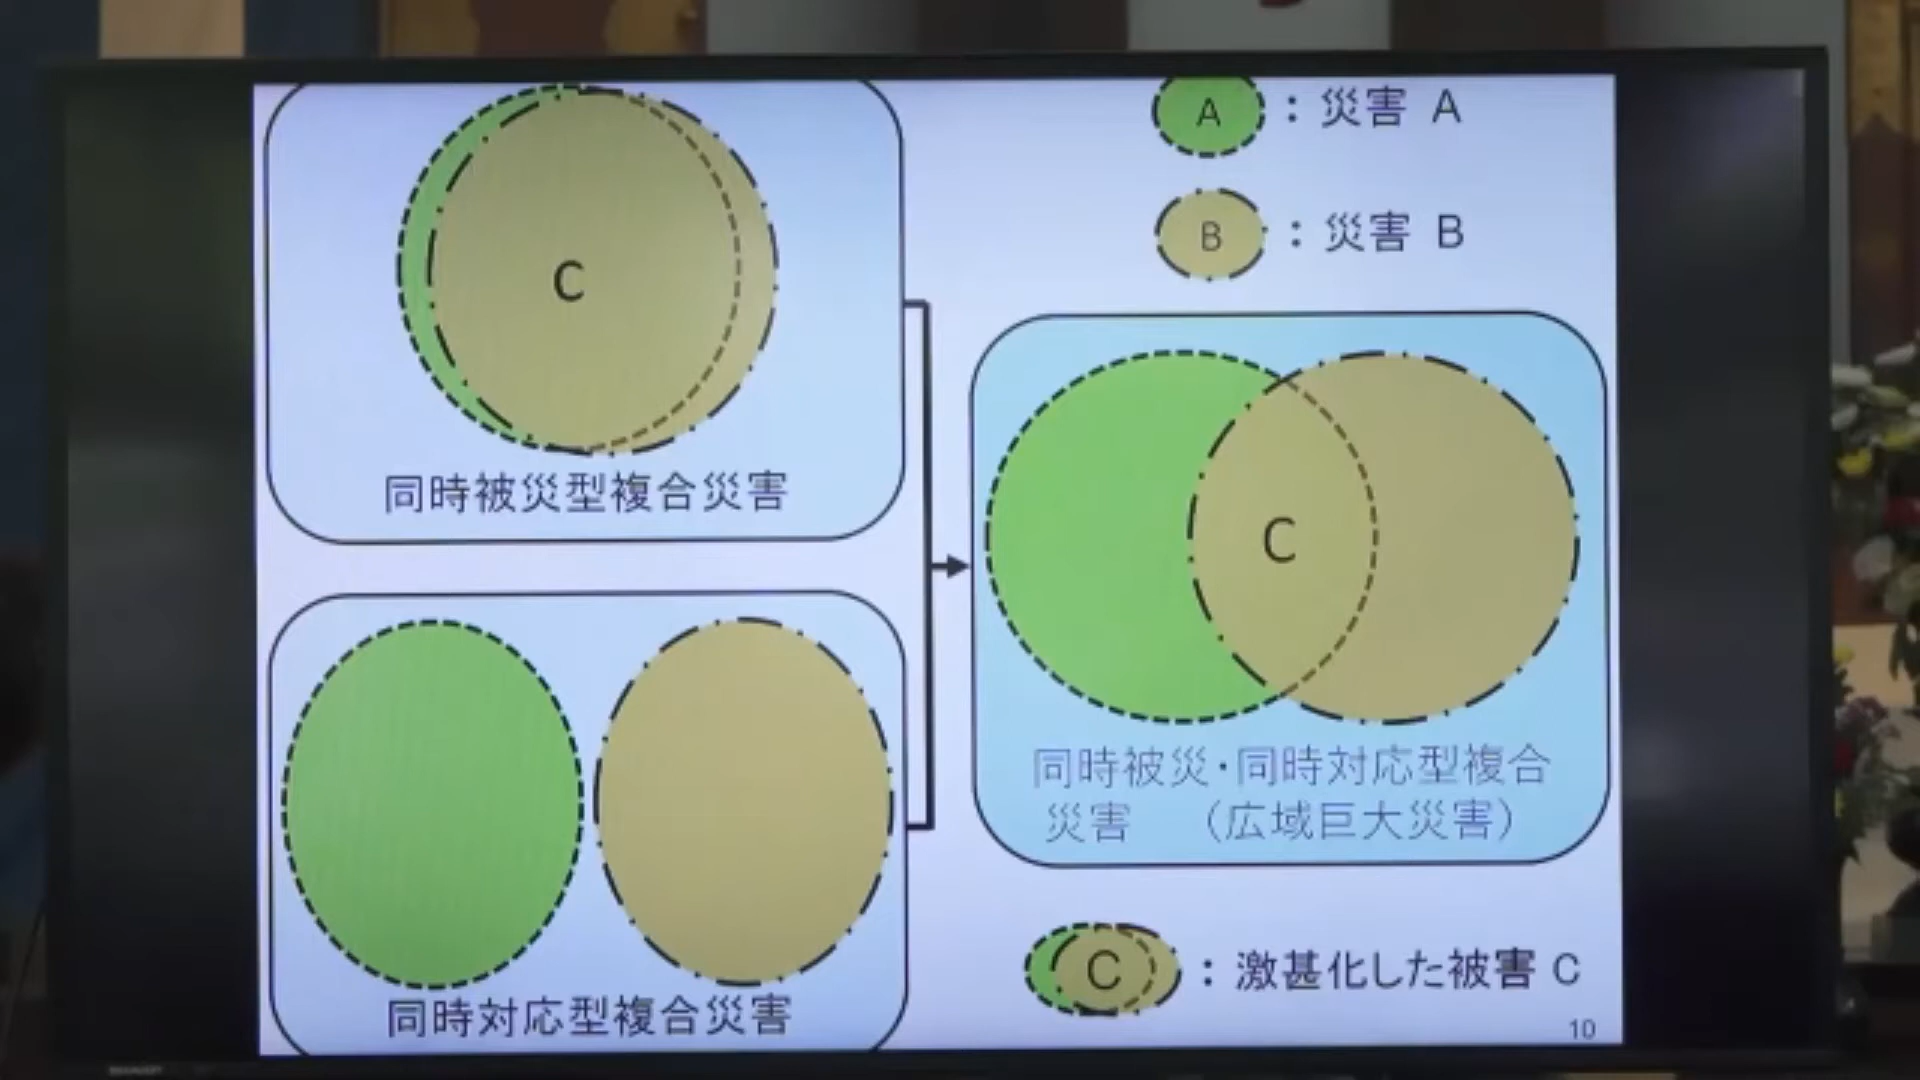 A : 災害 A
B : 災害 B
C
同時被災型複合災害
C
同時被災・同時対応型複合
災害 (広域巨大災害)
同時対応型複合災害
C : 激甚化した被害 C
10